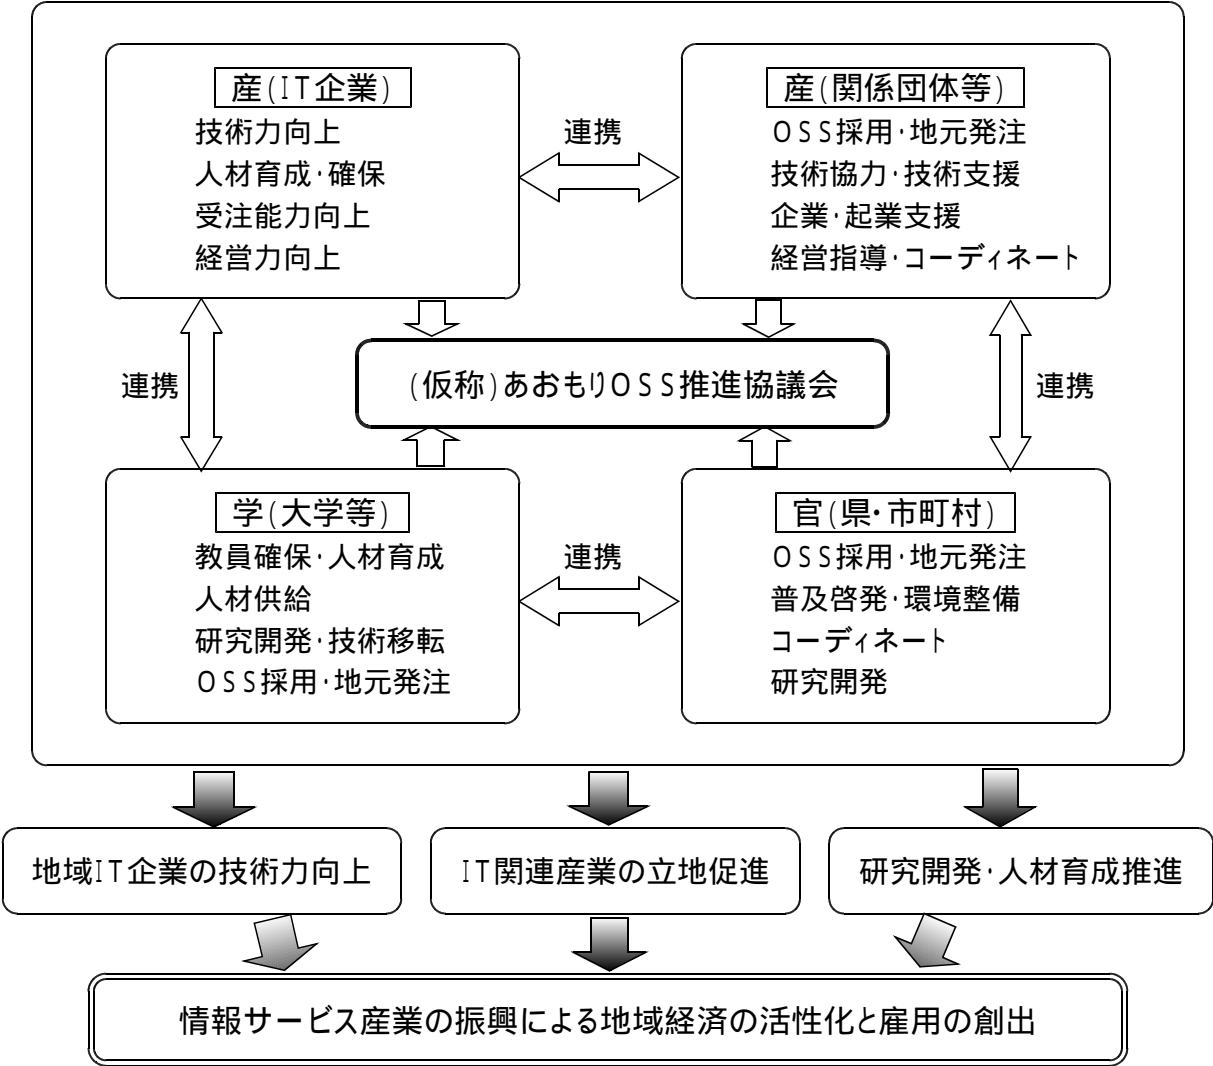 産(IT企業)
技術力向上
人材育成・確保
受注能力向上
経営力向上
連携
産(関係団体等)
OSS採用・地元発注
技術協力・技術支援
企業・起業支援
経営指導・コーディネート
連携
(仮称)あおもりOSS推進協議会
連携
学(大学等)
教員確保・人材育成
人材供給
研究開発・技術移転
OSS採用・地元発注
連携
官(県・市町村)
OSS採用・地元発注
普及啓発・環境整備
コーディネート
研究開発
地域IT企業の技術力向上
IT関連産業の立地促進
研究開発・人材育成推進
情報サービス産業の振興による地域経済の活性化と雇用の創出